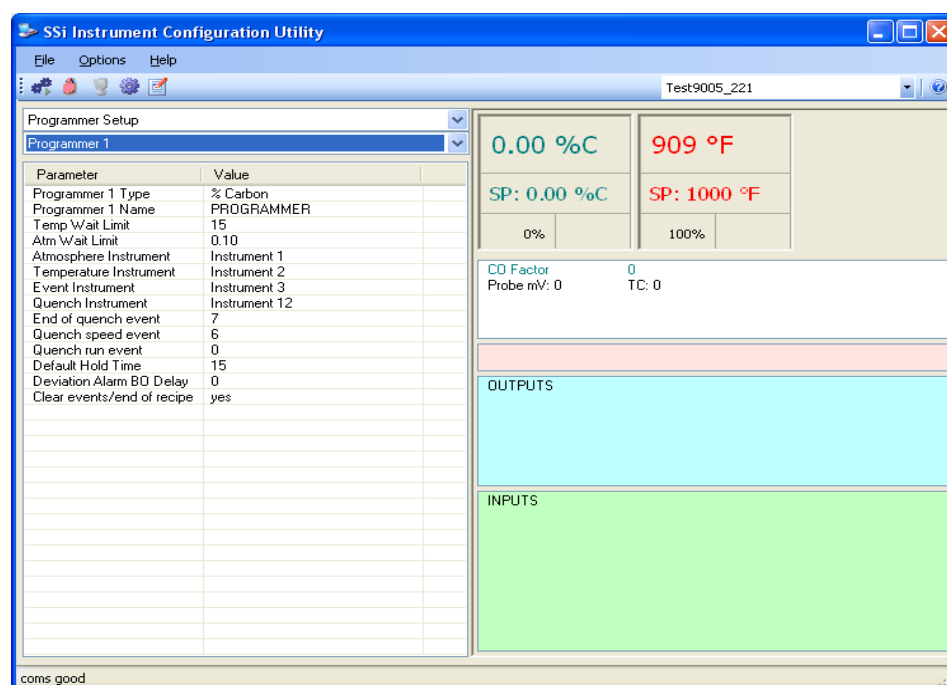 SSi Instrument Configuration Utility
File Options Help
Test9005_221
Programmer Setup
Programmer 1
Parameter Value
Programmer 1 Type % Carbon
Programmer 1 Name PROGRAMMER
Temp Wait Limit 15
Atm Wait Limit 0.10
Atmosphere Instrument Instrument 1
Temperature Instrument Instrument 2
Event Instrument Instrument 3
Quench Instrument Instrument 12
End of quench event 7
Quench speed event 6
Quench run event 0
Default Hold Time 15
Deviation Alarm BO Delay 0
Clear events/end of recipe yes
0.00 %C
SP: 0.00 %C
0%
909 °F
SP: 1000 °F
100%
CO Factor 0
Probe mV: 0 TC: 0
OUTPUTS
INPUTS
coms good